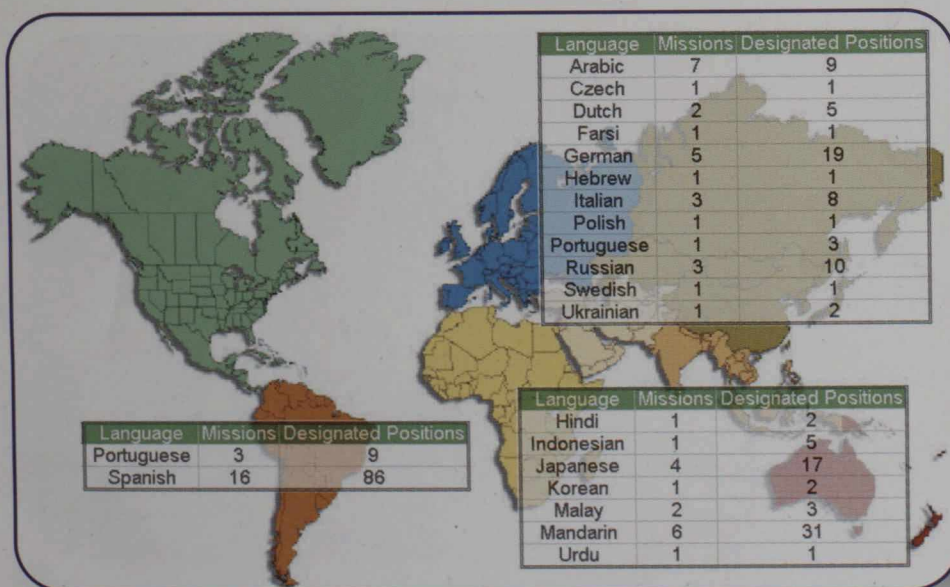 Language Missions Designated Positions
Arabic 7 9
Czech 1 1
Dutch 2 5
Farsi 1 1
German 5 19
Hebrew 1 1
Italian 3 8
Polish 1 1
Portuguese 1 3
Russian 3 10
Swedish 1 1
Ukrainian 1 2
Language Missions Designated Positions
Portuguese 3 9
Spanish 16 86
Language Missions Designated Positions
Hindi 1 2
Indonesian 1 5
Japanese 4 17
Korean 1 2
Malay 2 3
Mandarin 6 31
Urdu 1 1